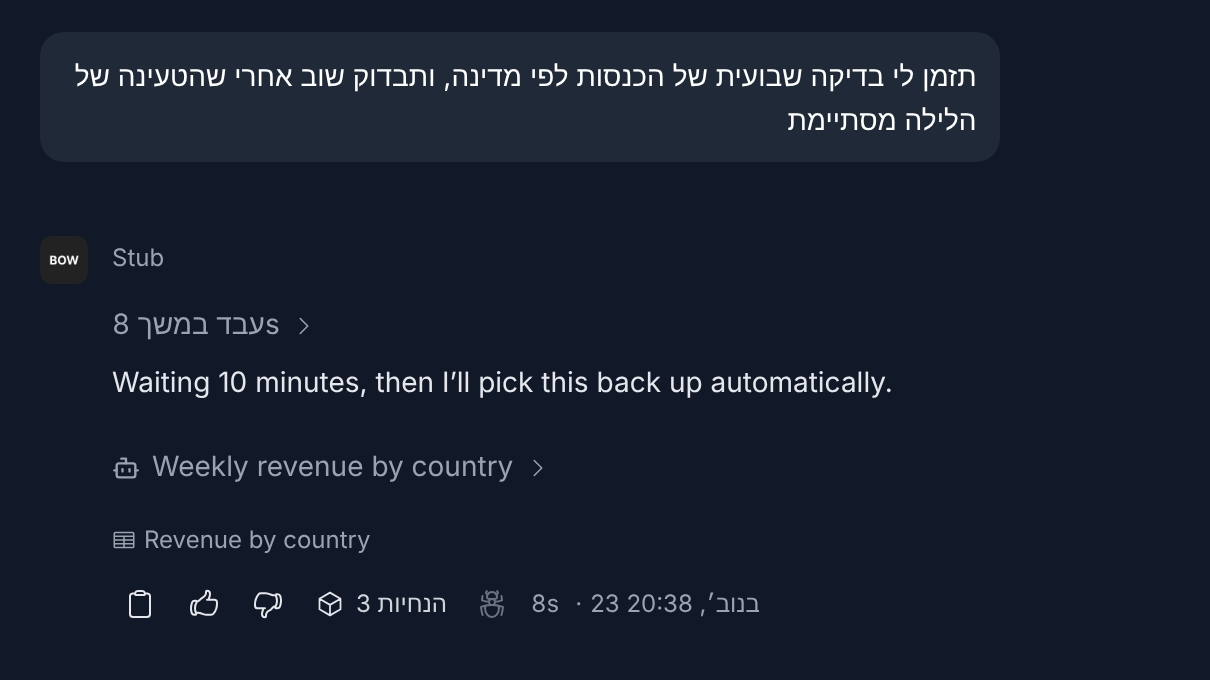 תזמן לי בדיקה שבועית של הכנסות לפי מדינה, ותבדוק שוב אחרי שהטעינה של
הלילה מסתיימת
BOW
Stub
עבד במשך 8s
Waiting 10 minutes, then I’ll pick this back up automatically.
Weekly revenue by country
Revenue by country
3 הנחיות
8s · 23 בנוב׳, 20:38